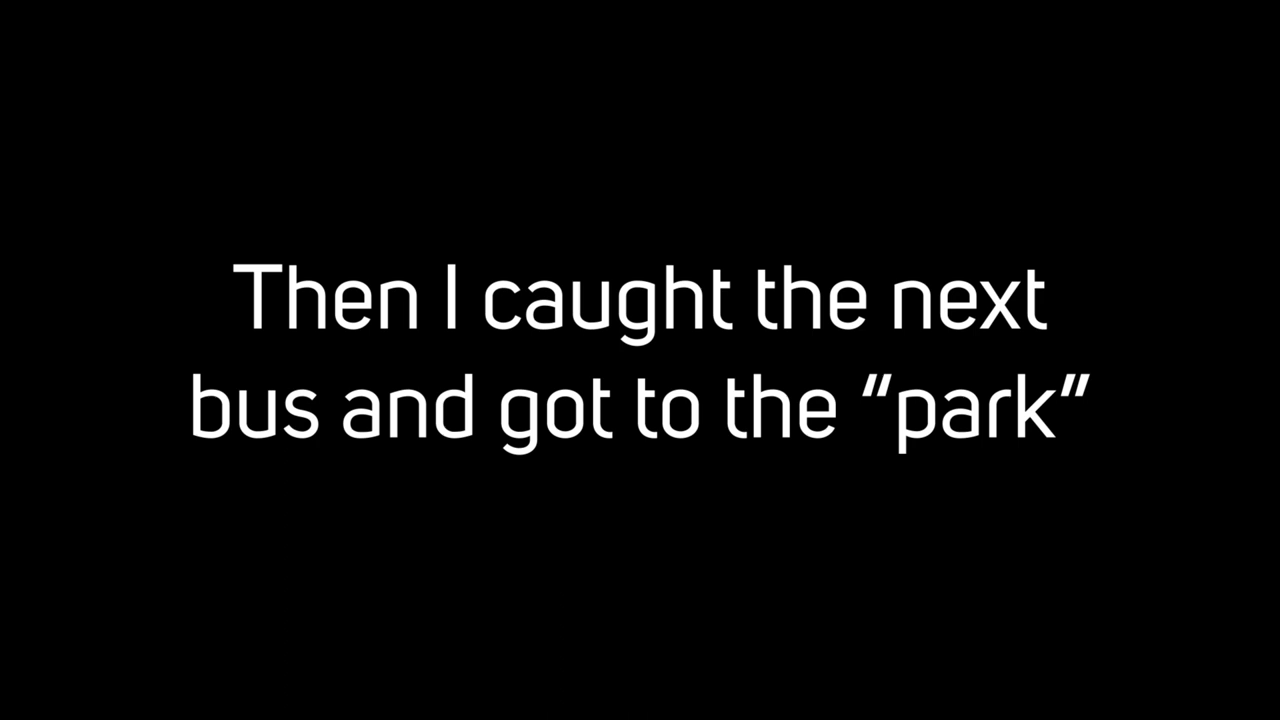 Then I caught the next
bus and got to the “park”